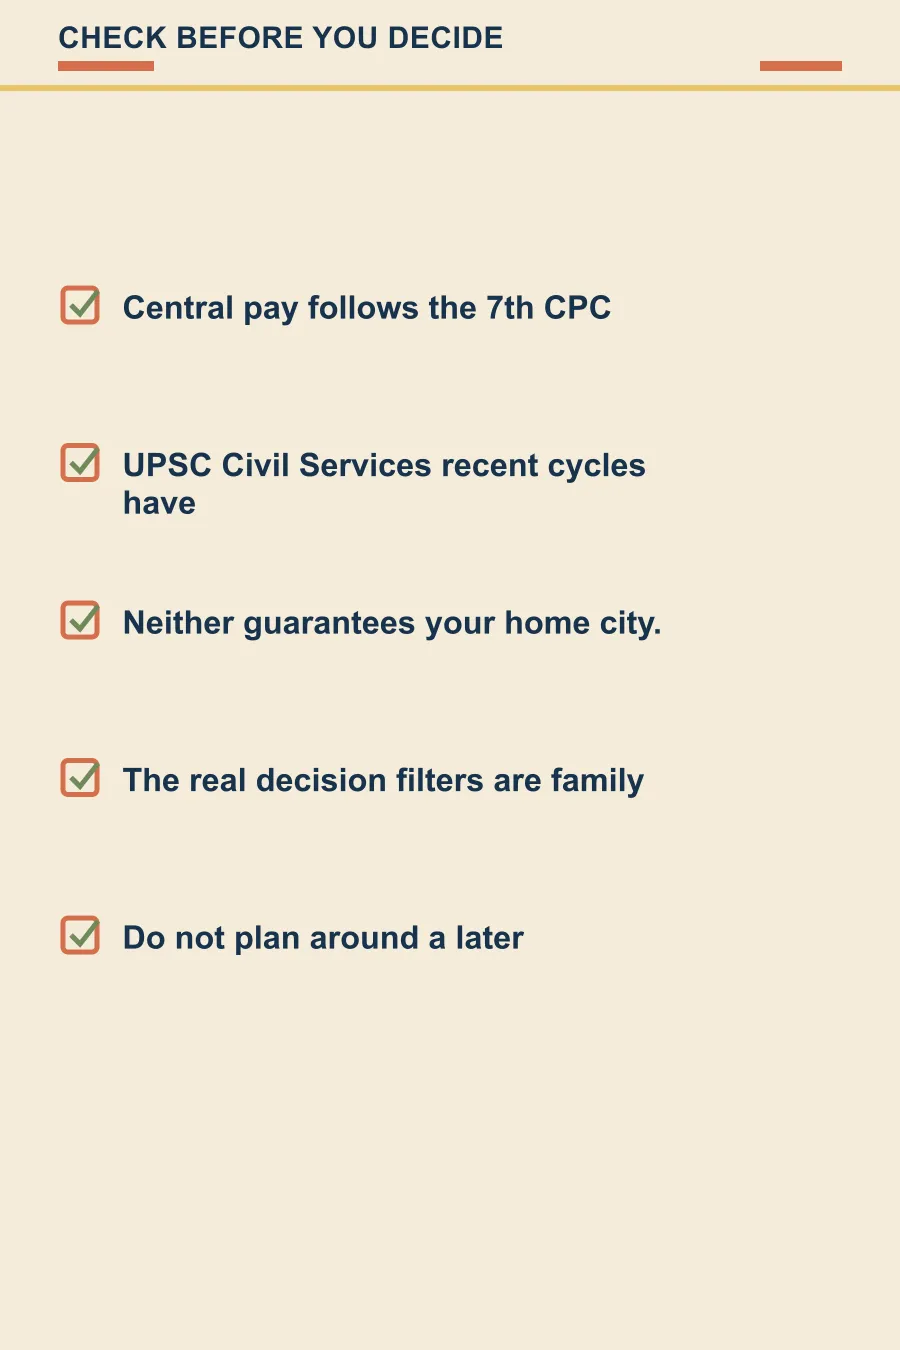 CHECK BEFORE YOU DECIDE
Central pay follows the 7th CPC
UPSC Civil Services recent cycles
have
Neither guarantees your home city.
The real decision filters are family
Do not plan around a later